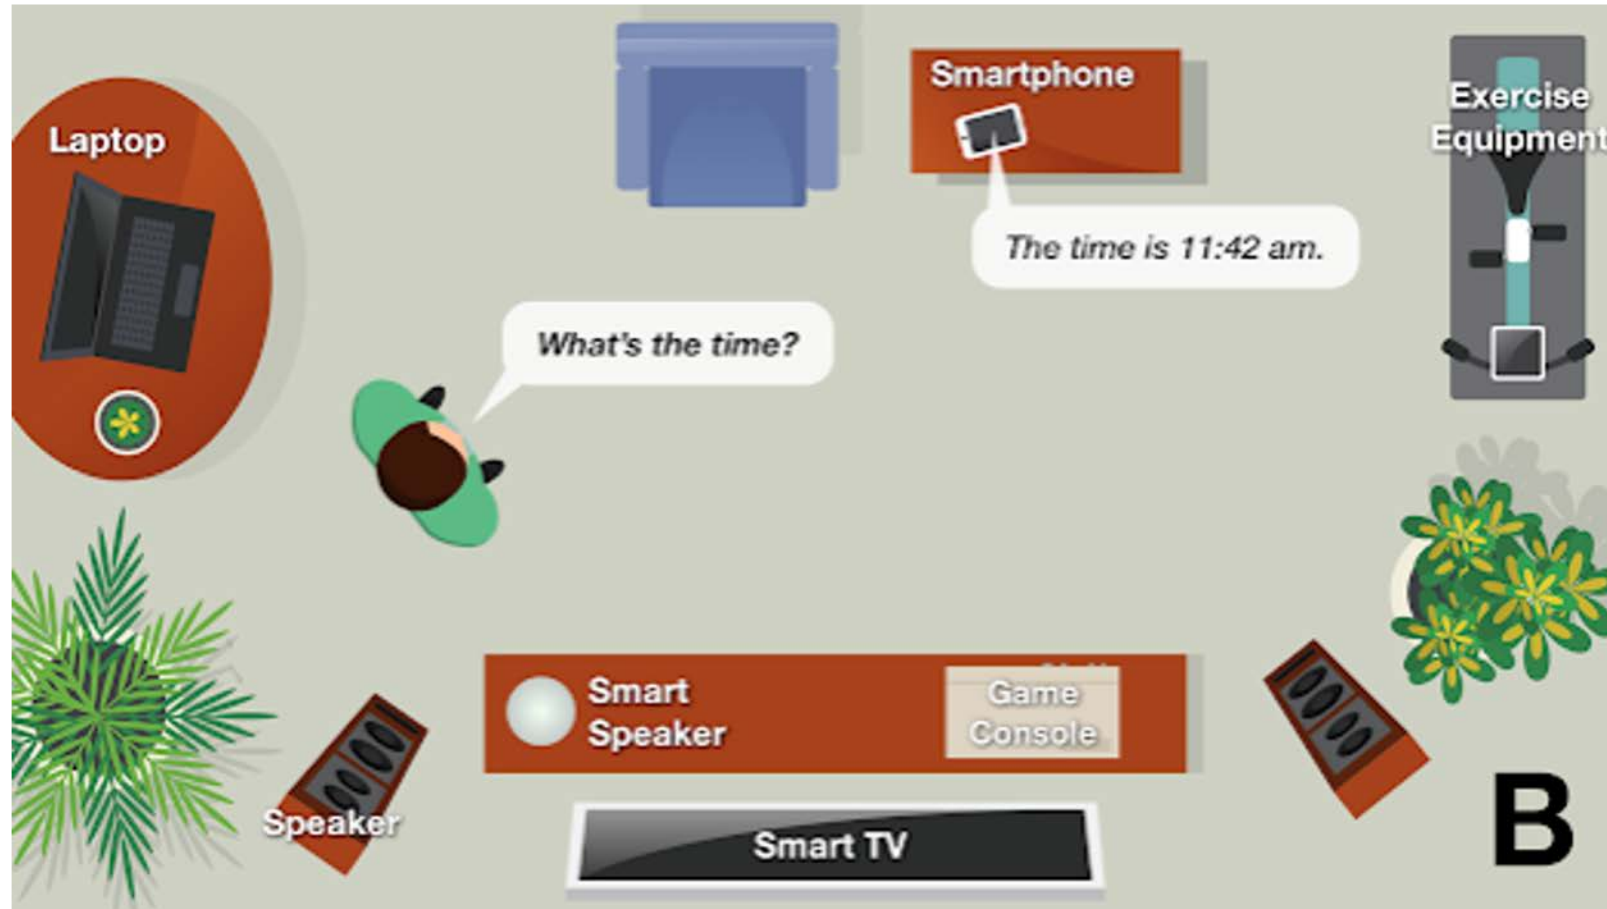 Smartphone
Exercise
Equipment
Laptop
The time is 11:42 am.
What's the time?
Smart
Speaker
Game
Console
Speaker
Smart TV
B